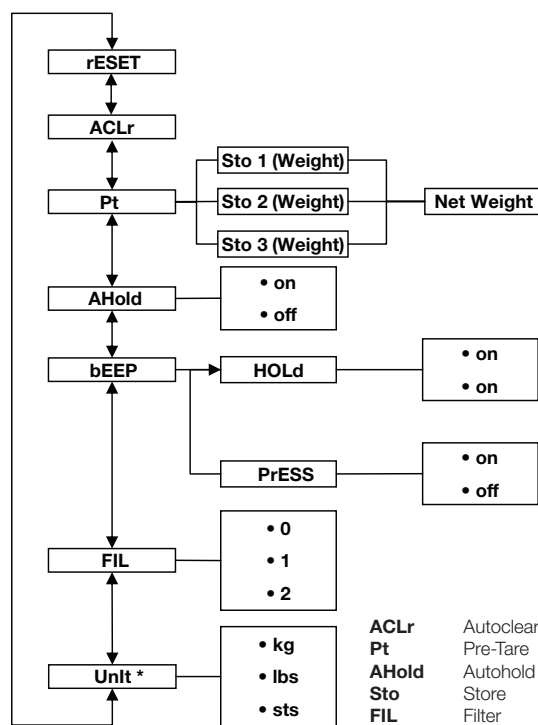 rESET
ACLr
Pt
Sto 1 (Weight)
Sto 2 (Weight)
Sto 3 (Weight)
Net Weight
AHold
• on
• off
bEEP
HOLd
• on
• on
PrESS
• on
• off
FIL
• 0
• 1
• 2
UnIt *
• kg
• lbs
• sts
ACLr Autoclear
Pt Pre-Tare
AHold Autohold
Sto Store
FIL Filter